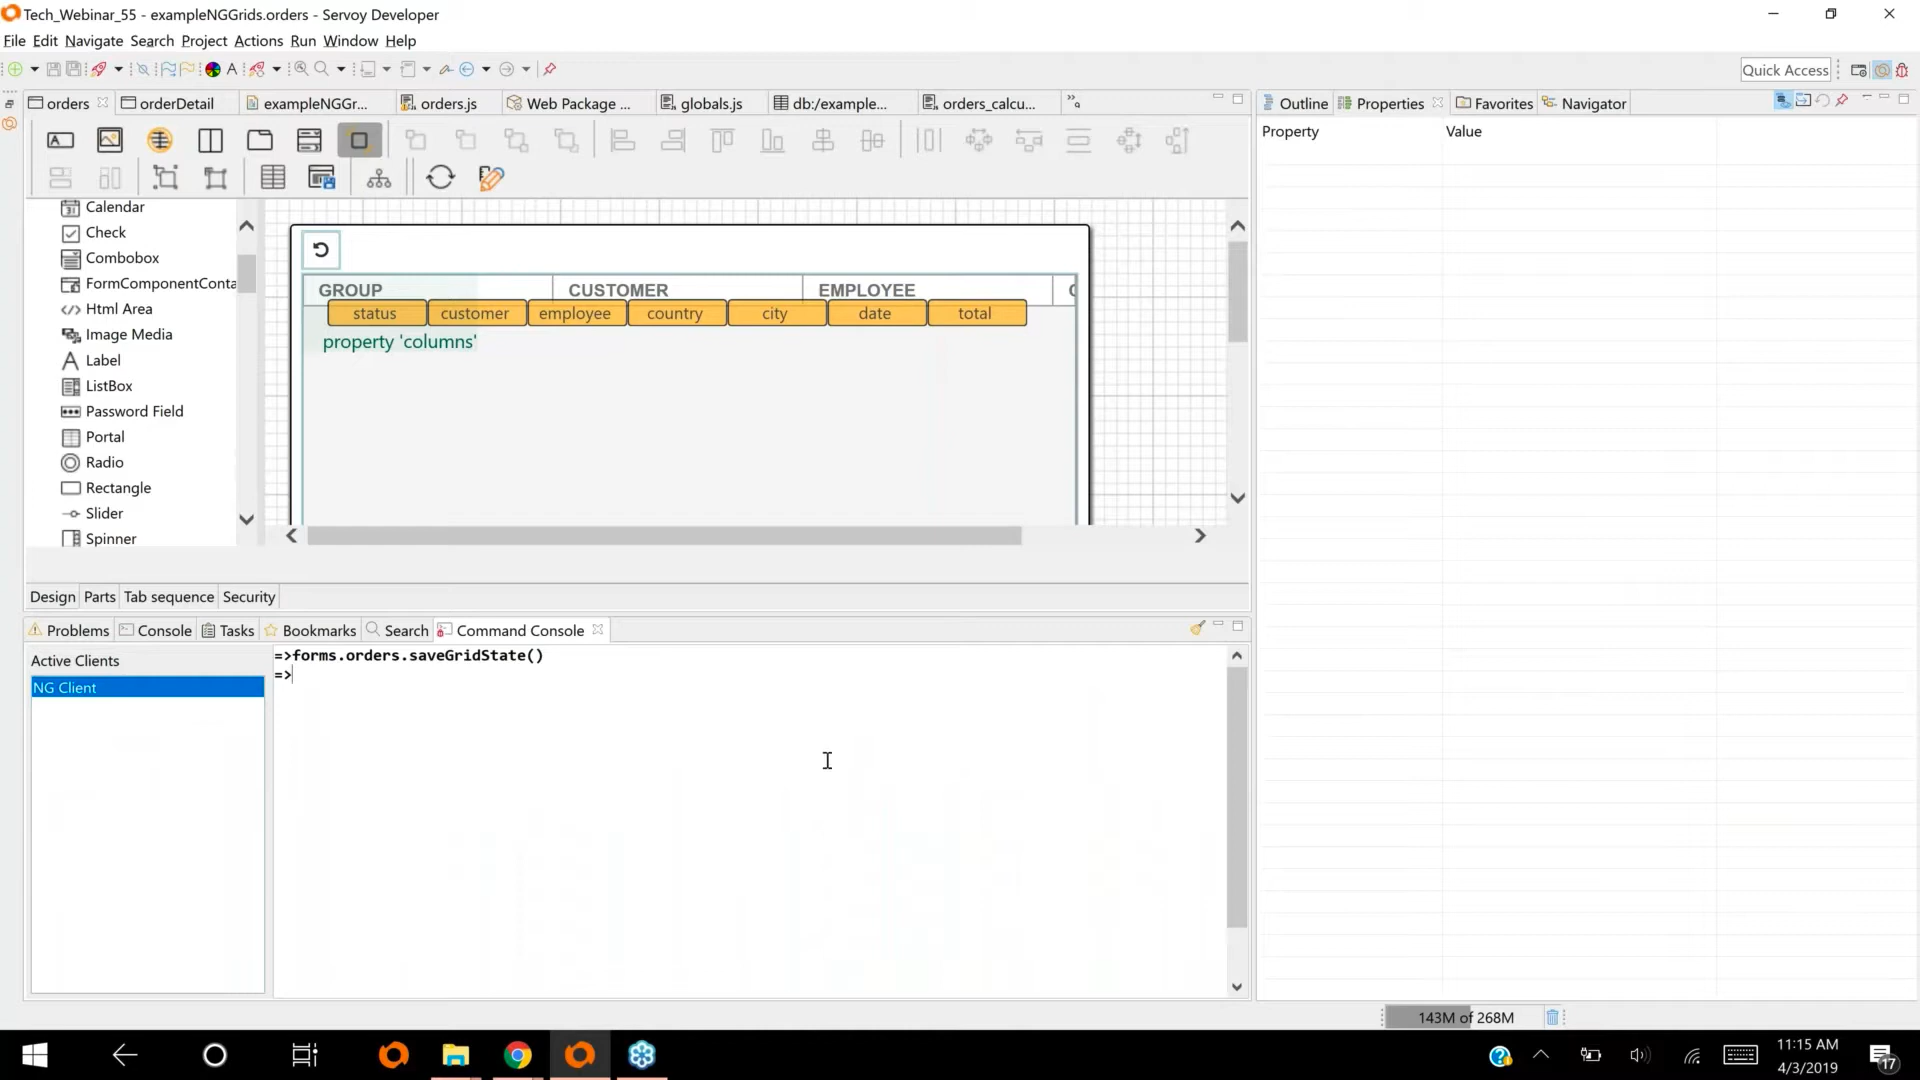 Tech_Webinar_55 - exampleNGGrids.orders - Servoy Developer
File Edit Navigate Search Project Actions Run Window Help
Quick Access
orders orderDetail exampleNGGr... orders.js Web Package ... globals.js db:/example... orders_calcu...
Outline Properties Favorites Navigator
Property Value
Calendar
Check
Combobox
FormComponentConta
Html Area
Image Media
Label
ListBox
Password Field
Portal
Radio
Rectangle
Slider
Spinner
GROUP CUSTOMER EMPLOYEE
status customer employee country city date total
property 'columns'
Design Parts Tab sequence Security
Problems Console Tasks Bookmarks Search Command Console
Active Clients
NG Client
=>forms.orders.saveGridState()
=>
143M of 268M
11:15 AM
4/3/2019
17